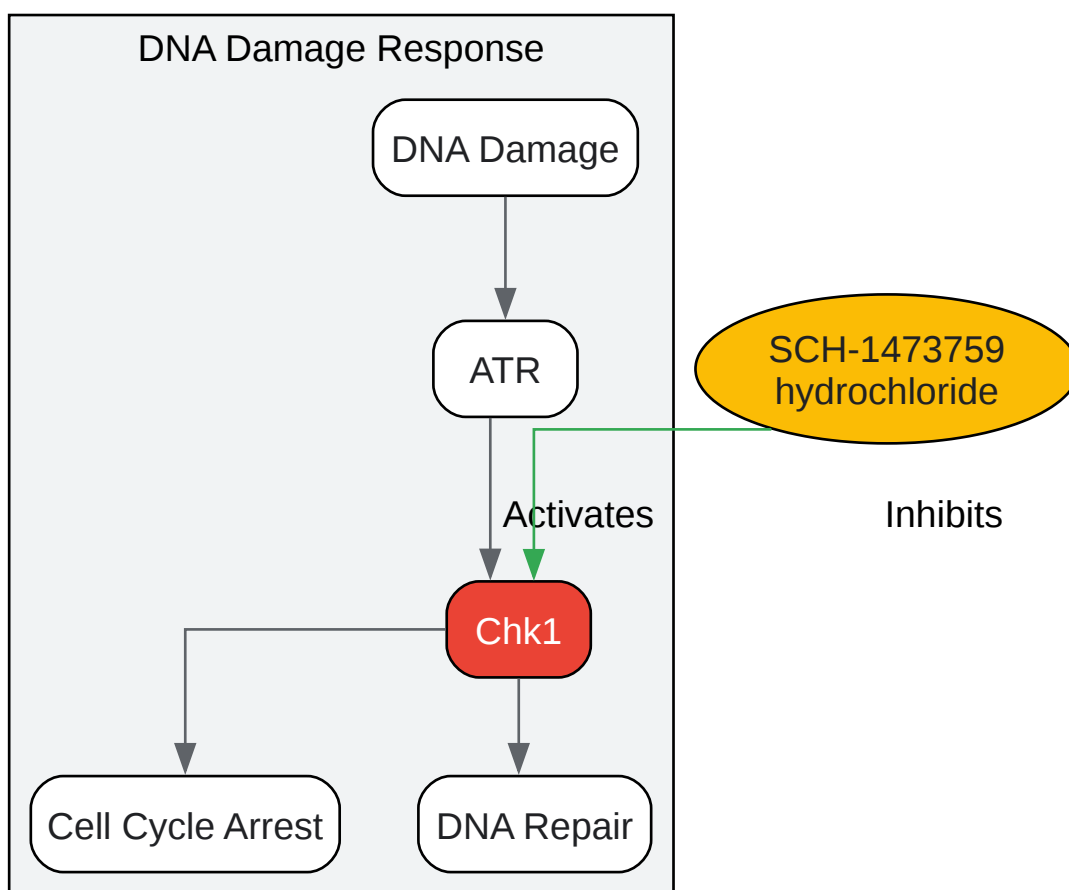 DNA Damage Response
DNA Damage
ATR
SCH-1473759
hydrochloride
Activates
Inhibits
Chk1
Cell Cycle Arrest
DNA Repair